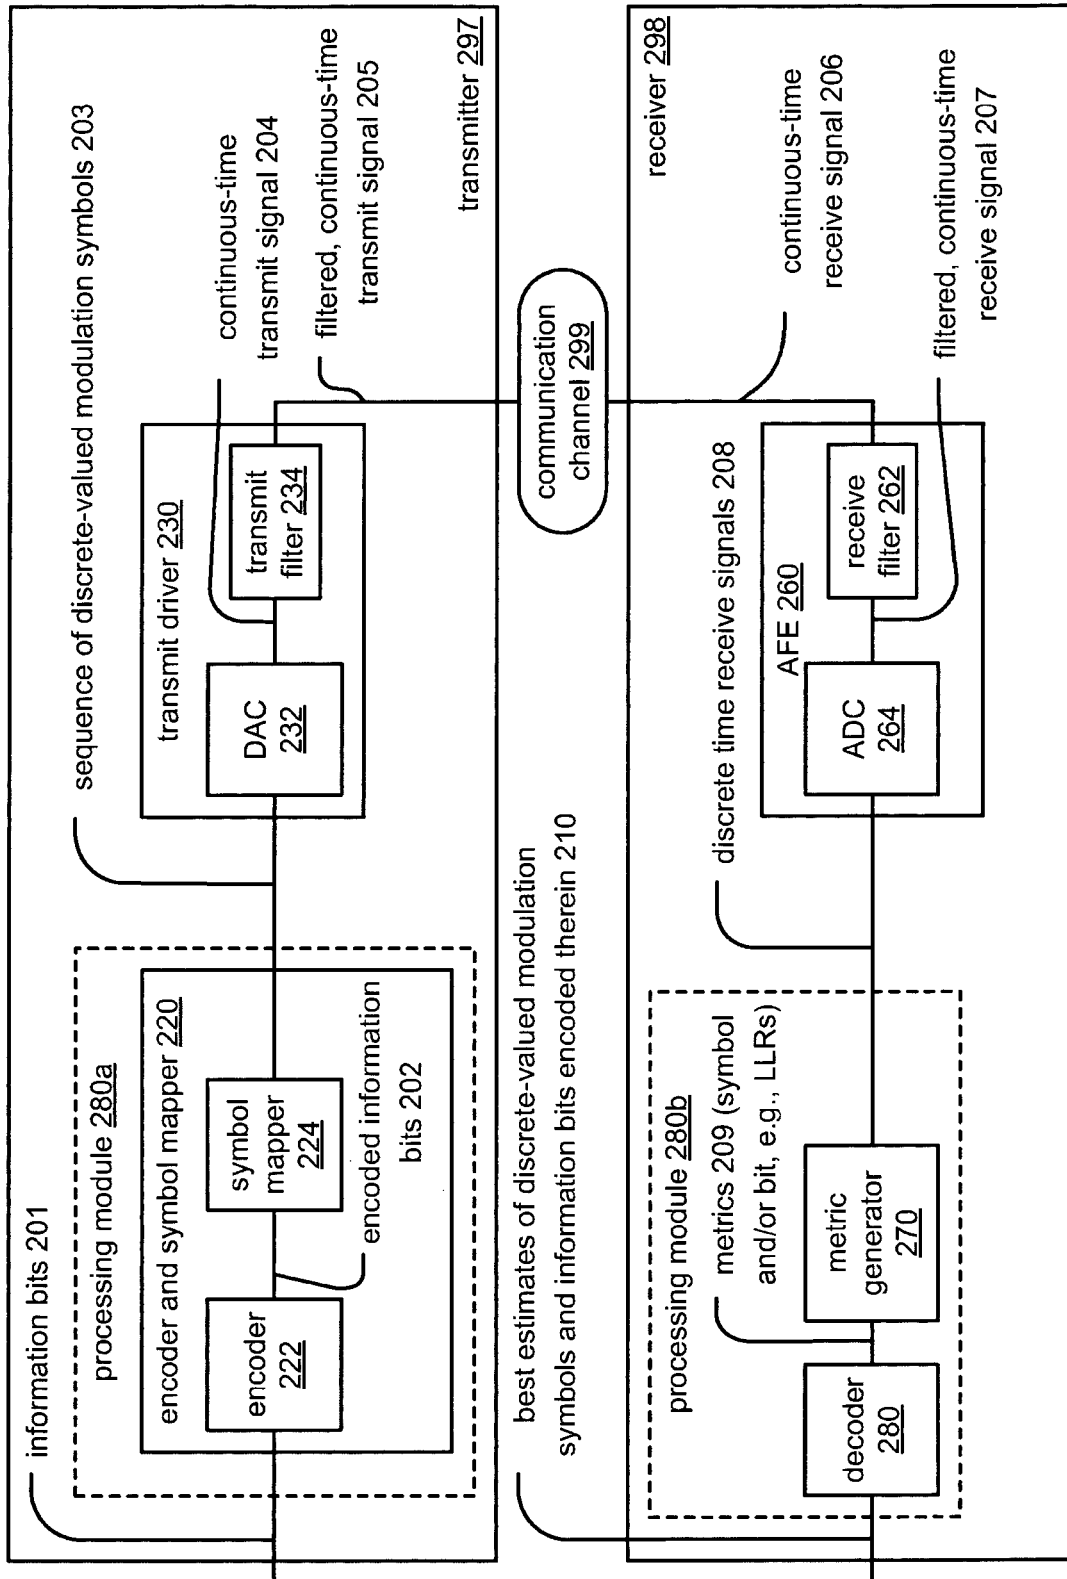 information bits 201
processing module 280a
encoder and symbol mapper 220
encoder
222
symbol
mapper
224
encoded information
bits 202
sequence of discrete-valued modulation symbols 203
transmit driver 230
DAC
232
transmit
filter 234
continuous-time
transmit signal 204
filtered, continuous-time
transmit signal 205
transmitter 297
communication
channel 299
best estimates of discrete-valued modulation
symbols and information bits encoded therein 210
receiver 298
continuous-time
receive signal 206
filtered, continuous-time
receive signal 207
discrete time receive signals 208
AFE 260
receive
filter 262
ADC
264
processing module 280b
metrics 209 (symbol
and/or bit, e.g., LLRs)
metric
generator
270
decoder
280